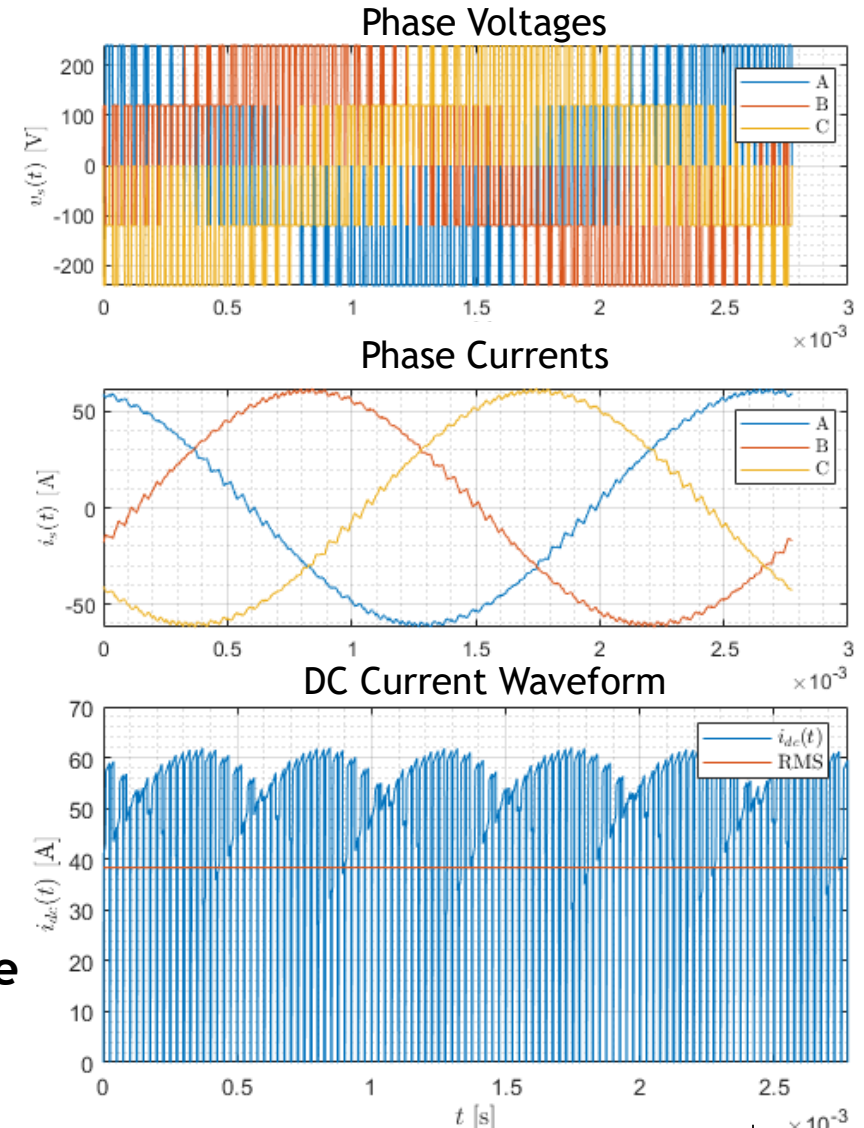 Phase Voltages
200
100
0
-100
-200
v_s(t) [V]
A
B
C
0 0.5 1 1.5 2 2.5 3
×10⁻³
Phase Currents
50
0
-50
i_s(t) [A]
A
B
C
0 0.5 1 1.5 2 2.5 3
×10⁻³
DC Current Waveform
70
60
50
40
30
20
10
0
i_dc(t) [A]
i_dc(t)
RMS
e
0 0.5 1 1.5 2 2.5
t [s]
×10⁻³